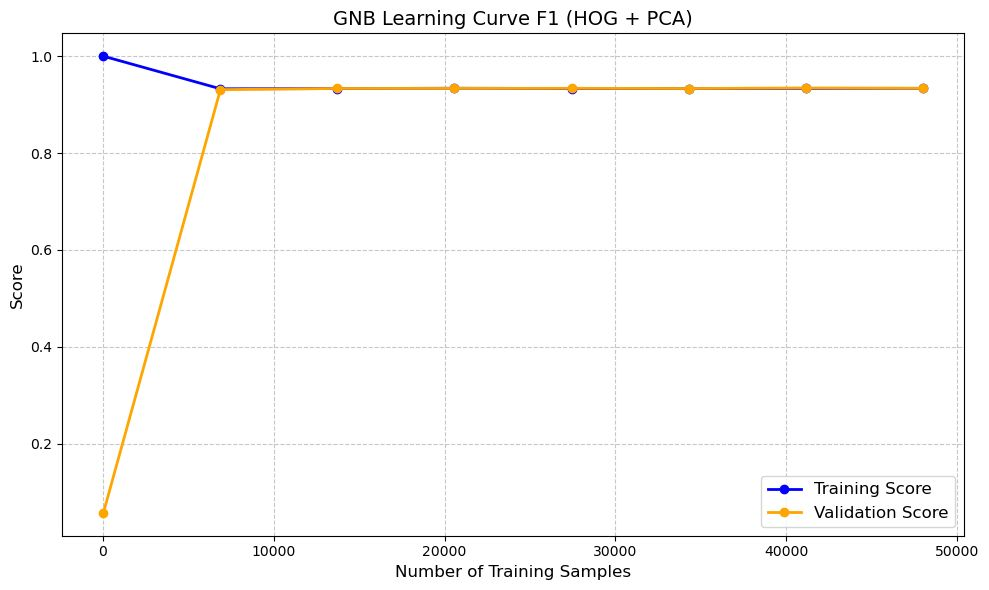 GNB Learning Curve F1 (HOG + PCA)
Score
1.0
0.8
0.6
0.4
0.2
Training Score
Validation Score
0 10000 20000 30000 40000 50000
Number of Training Samples